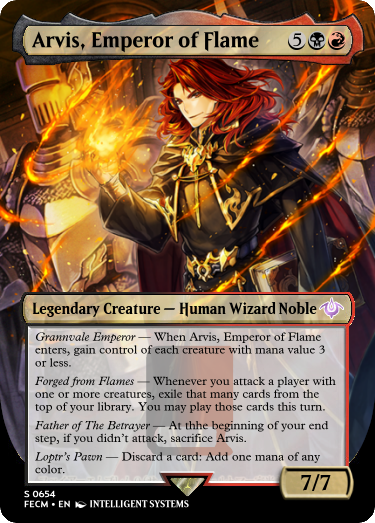 Arvis, Emperor of Flame 5
Legendary Creature — Human Wizard Noble
Grannvale Emperor — When Arvis, Emperor of Flame
enters, gain control of each creature with mana value 3
or less.
Forged from Flames — Whenever you attack a player with
one or more creatures, exile that many cards from the
top of your library. You may play those cards this turn.
Father of The Betrayer — At thhe beginning of your end
step, if you didn't attack, sacrifice Arvis.
Loptr's Pawn — Discard a card: Add one mana of any
color.
7/7
S 0654
FECM • EN INTELLIGENT SYSTEMS